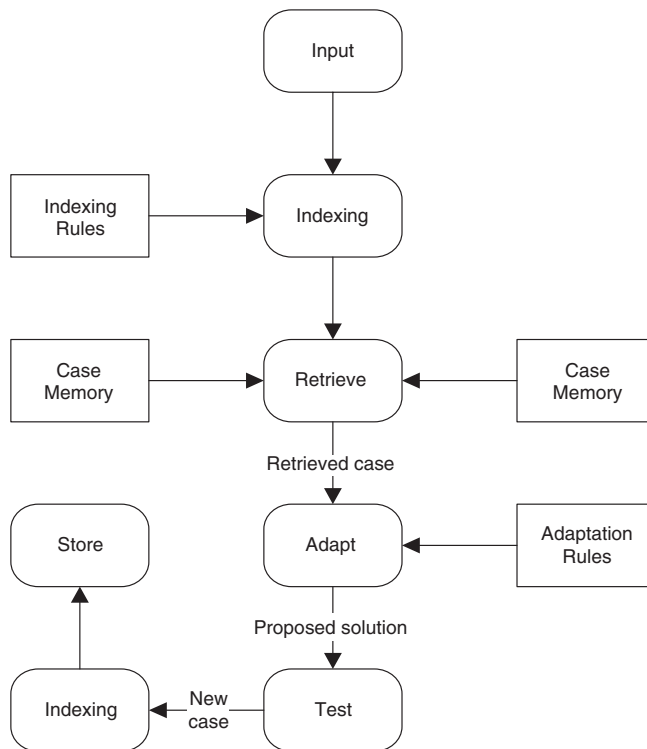 Input
Indexing
Rules
Indexing
Case
Memory
Retrieve
Case
Memory
Retrieved case
Store
Adapt
Adaptation
Rules
Proposed solution
Indexing
New
case
Test